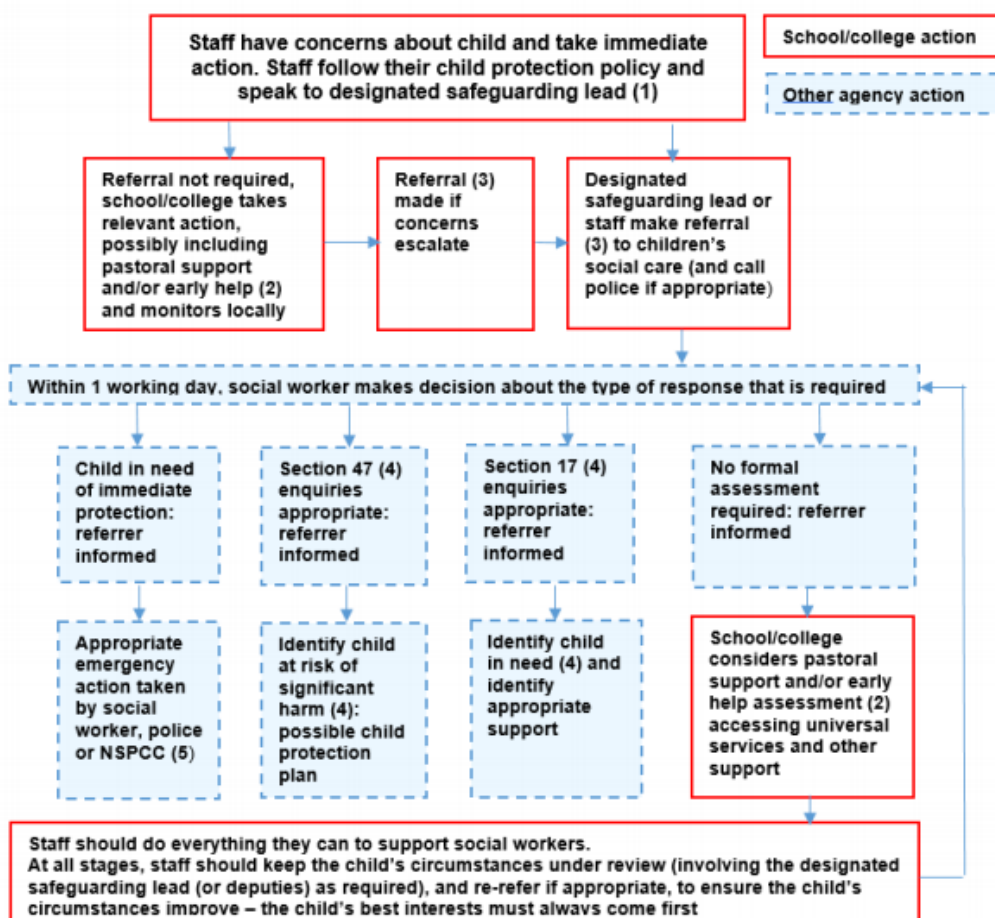 Staff have concerns about child and take immediate
action. Staff follow their child protection policy and
speak to designated safeguarding lead (1)
School/college action
Other agency action
Referral not required,
school/college takes
relevant action,
possibly including
pastoral support
and/or early help (2)
and monitors locally
Referral (3)
made if
concerns
escalate
Designated
safeguarding lead or
staff make referral
(3) to children’s
social care (and call
police if appropriate)
Within 1 working day, social worker makes decision about the type of response that is required
Child in need
of immediate
protection:
referrer
informed
Section 47 (4)
enquiries
appropriate:
referrer
informed
Section 17 (4)
enquiries
appropriate:
referrer
informed
No formal
assessment
required: referrer
informed
Appropriate
emergency
action taken
by social
worker, police
or NSPCC (5)
Identify child
at risk of
significant
harm (4):
possible child
protection
plan
Identify child
in need (4) and
identify
appropriate
support
School/college
considers pastoral
support and/or early
help assessment (2)
accessing universal
services and other
support
Staff should do everything they can to support social workers.
At all stages, staff should keep the child’s circumstances under review (involving the designated
safeguarding lead (or deputies) as required), and re-refer if appropriate, to ensure the child’s
circumstances improve – the child’s best interests must always come first